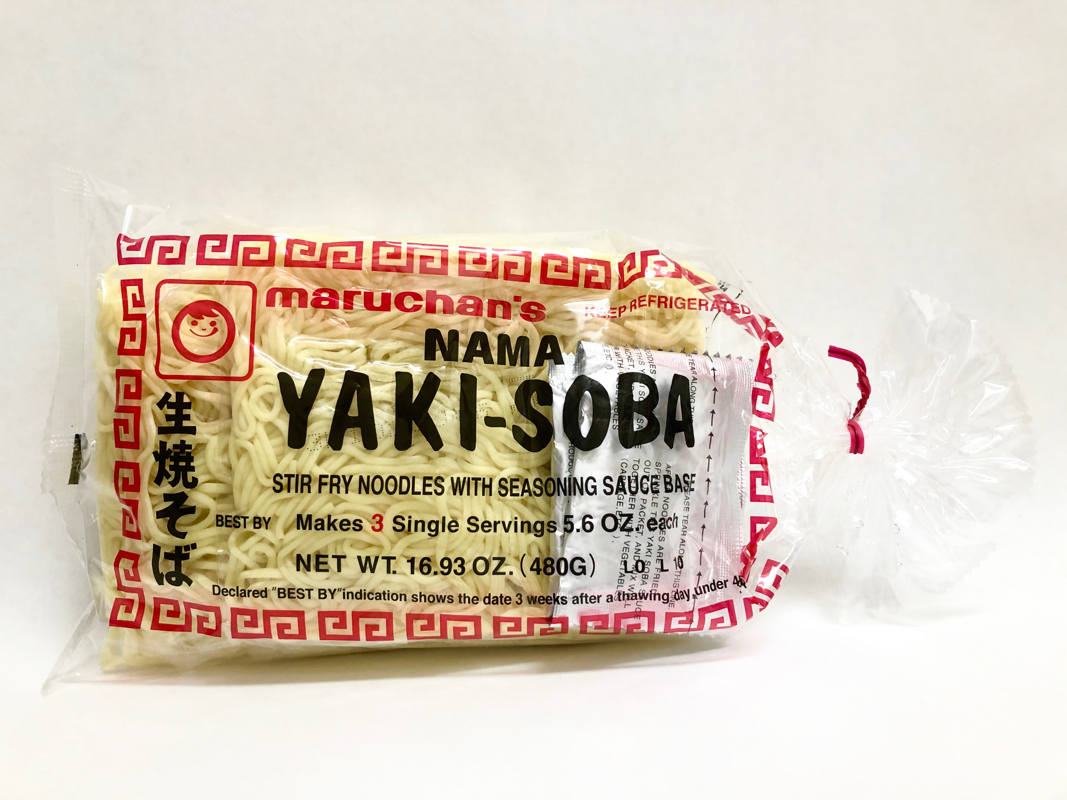 maruchan's
KEEP REFRIGERATED
NAMA
YAKI-SOBA
生焼そば
STIR FRY NOODLES WITH SEASONING SAUCE BASE
BEST BY
Makes 3 Single Servings 5.6 OZ. each
NET WT. 16.93 OZ. (480G)
LO L 10
Declared "BEST BY" indication shows the date 3 weeks after a thawing day under